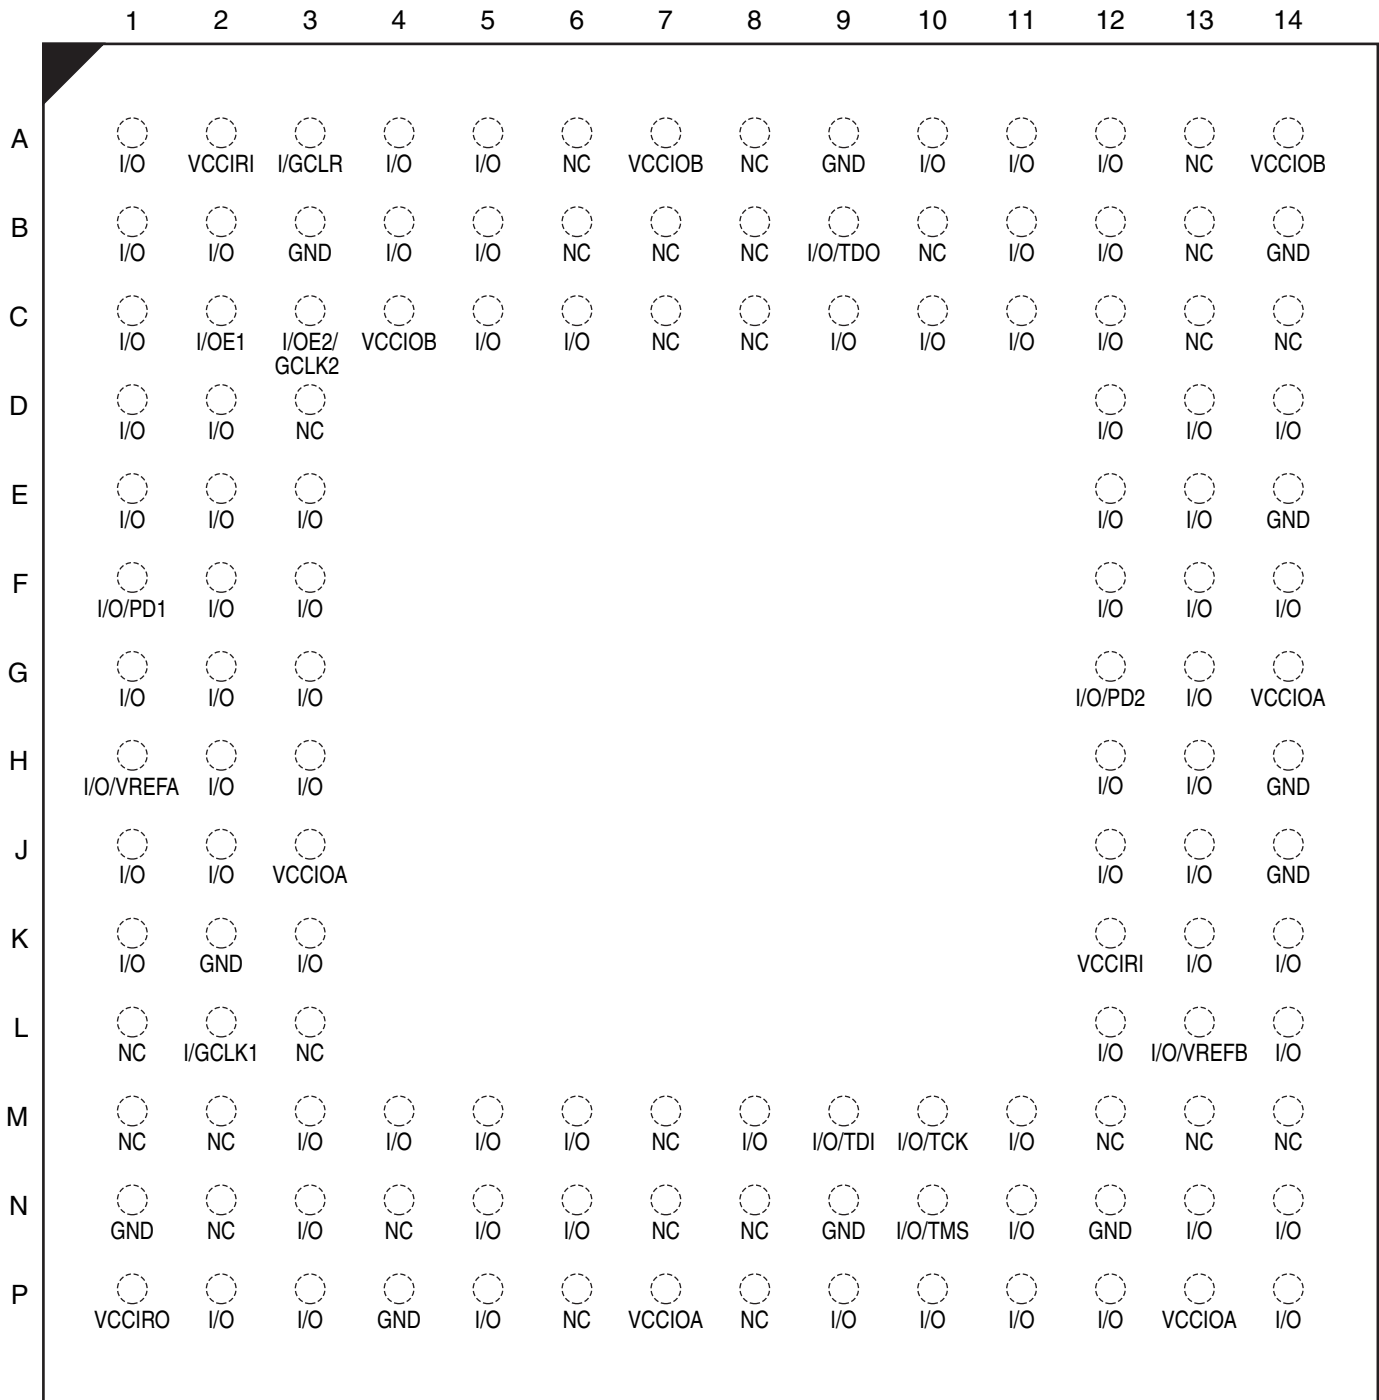 1 2 3 4 5 6 7 8 9 10 11 12 13 14
A
I/O VCCIRI I/GCLR I/O I/O NC VCCIOB NC GND I/O I/O I/O NC VCCIOB
B
I/O I/O GND I/O I/O NC NC NC I/O/TDO NC I/O I/O NC GND
C
I/O I/OE1 I/OE2/ VCCIOB I/O I/O NC NC I/O I/O I/O I/O NC NC
GCLK2
D
I/O I/O NC I/O I/O I/O
E
I/O I/O I/O I/O I/O GND
F
I/O/PD1 I/O I/O I/O I/O I/O
G
I/O I/O I/O I/O/PD2 I/O VCCIOA
H
I/O/VREFA I/O I/O I/O I/O GND
J
I/O I/O VCCIOA I/O I/O GND
K
I/O GND I/O VCCIRI I/O I/O
L
NC I/GCLK1 NC I/O I/O/VREFB I/O
M
NC NC I/O I/O I/O I/O NC I/O I/O/TDI I/O/TCK I/O NC NC NC
N
GND NC I/O NC I/O I/O NC NC GND I/O/TMS I/O GND I/O I/O
P
VCCIRO I/O I/O GND I/O NC VCCIOA NC I/O I/O I/O I/O VCCIOA I/O